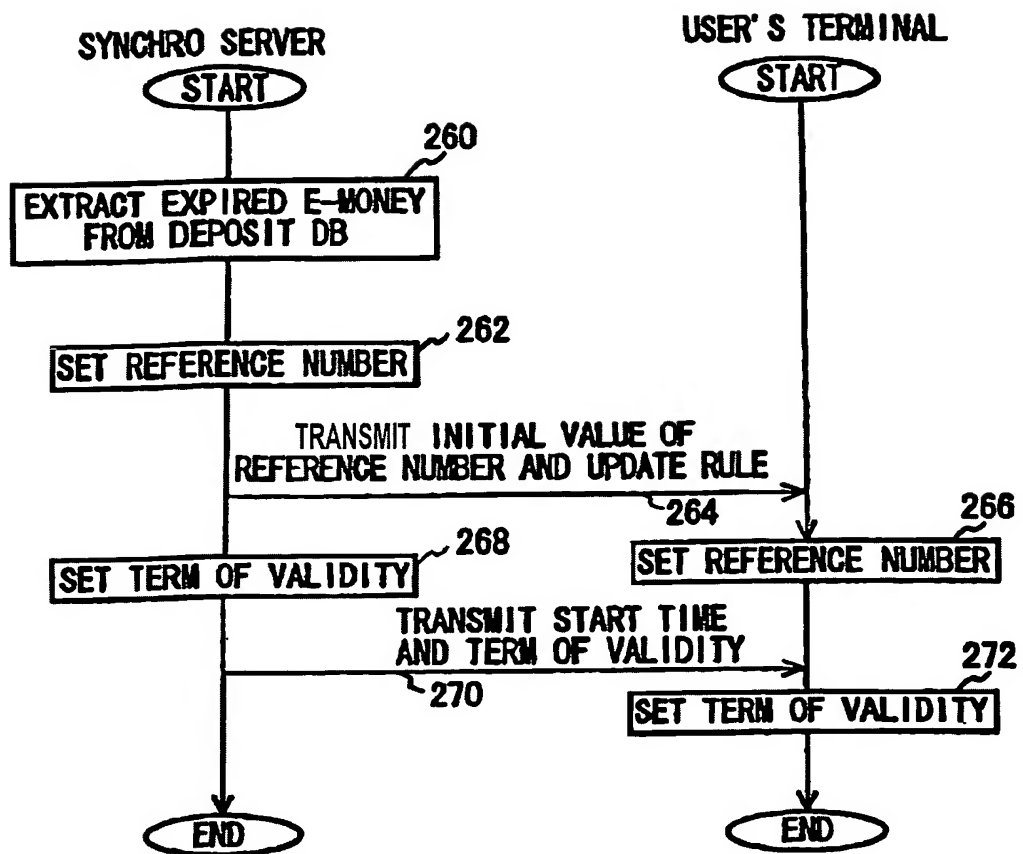 SYNCHRO SERVER
USER'S TERMINAL
START
START
260
EXTRACT EXPIRED E-MONEY
FROM DEPOSIT DB
262
SET REFERENCE NUMBER
TRANSMIT INITIAL VALUE OF
REFERENCE NUMBER AND UPDATE RULE
264
266
268
SET REFERENCE NUMBER
SET TERM OF VALIDITY
TRANSMIT START TIME
AND TERM OF VALIDITY
270
272
SET TERM OF VALIDITY
END
END